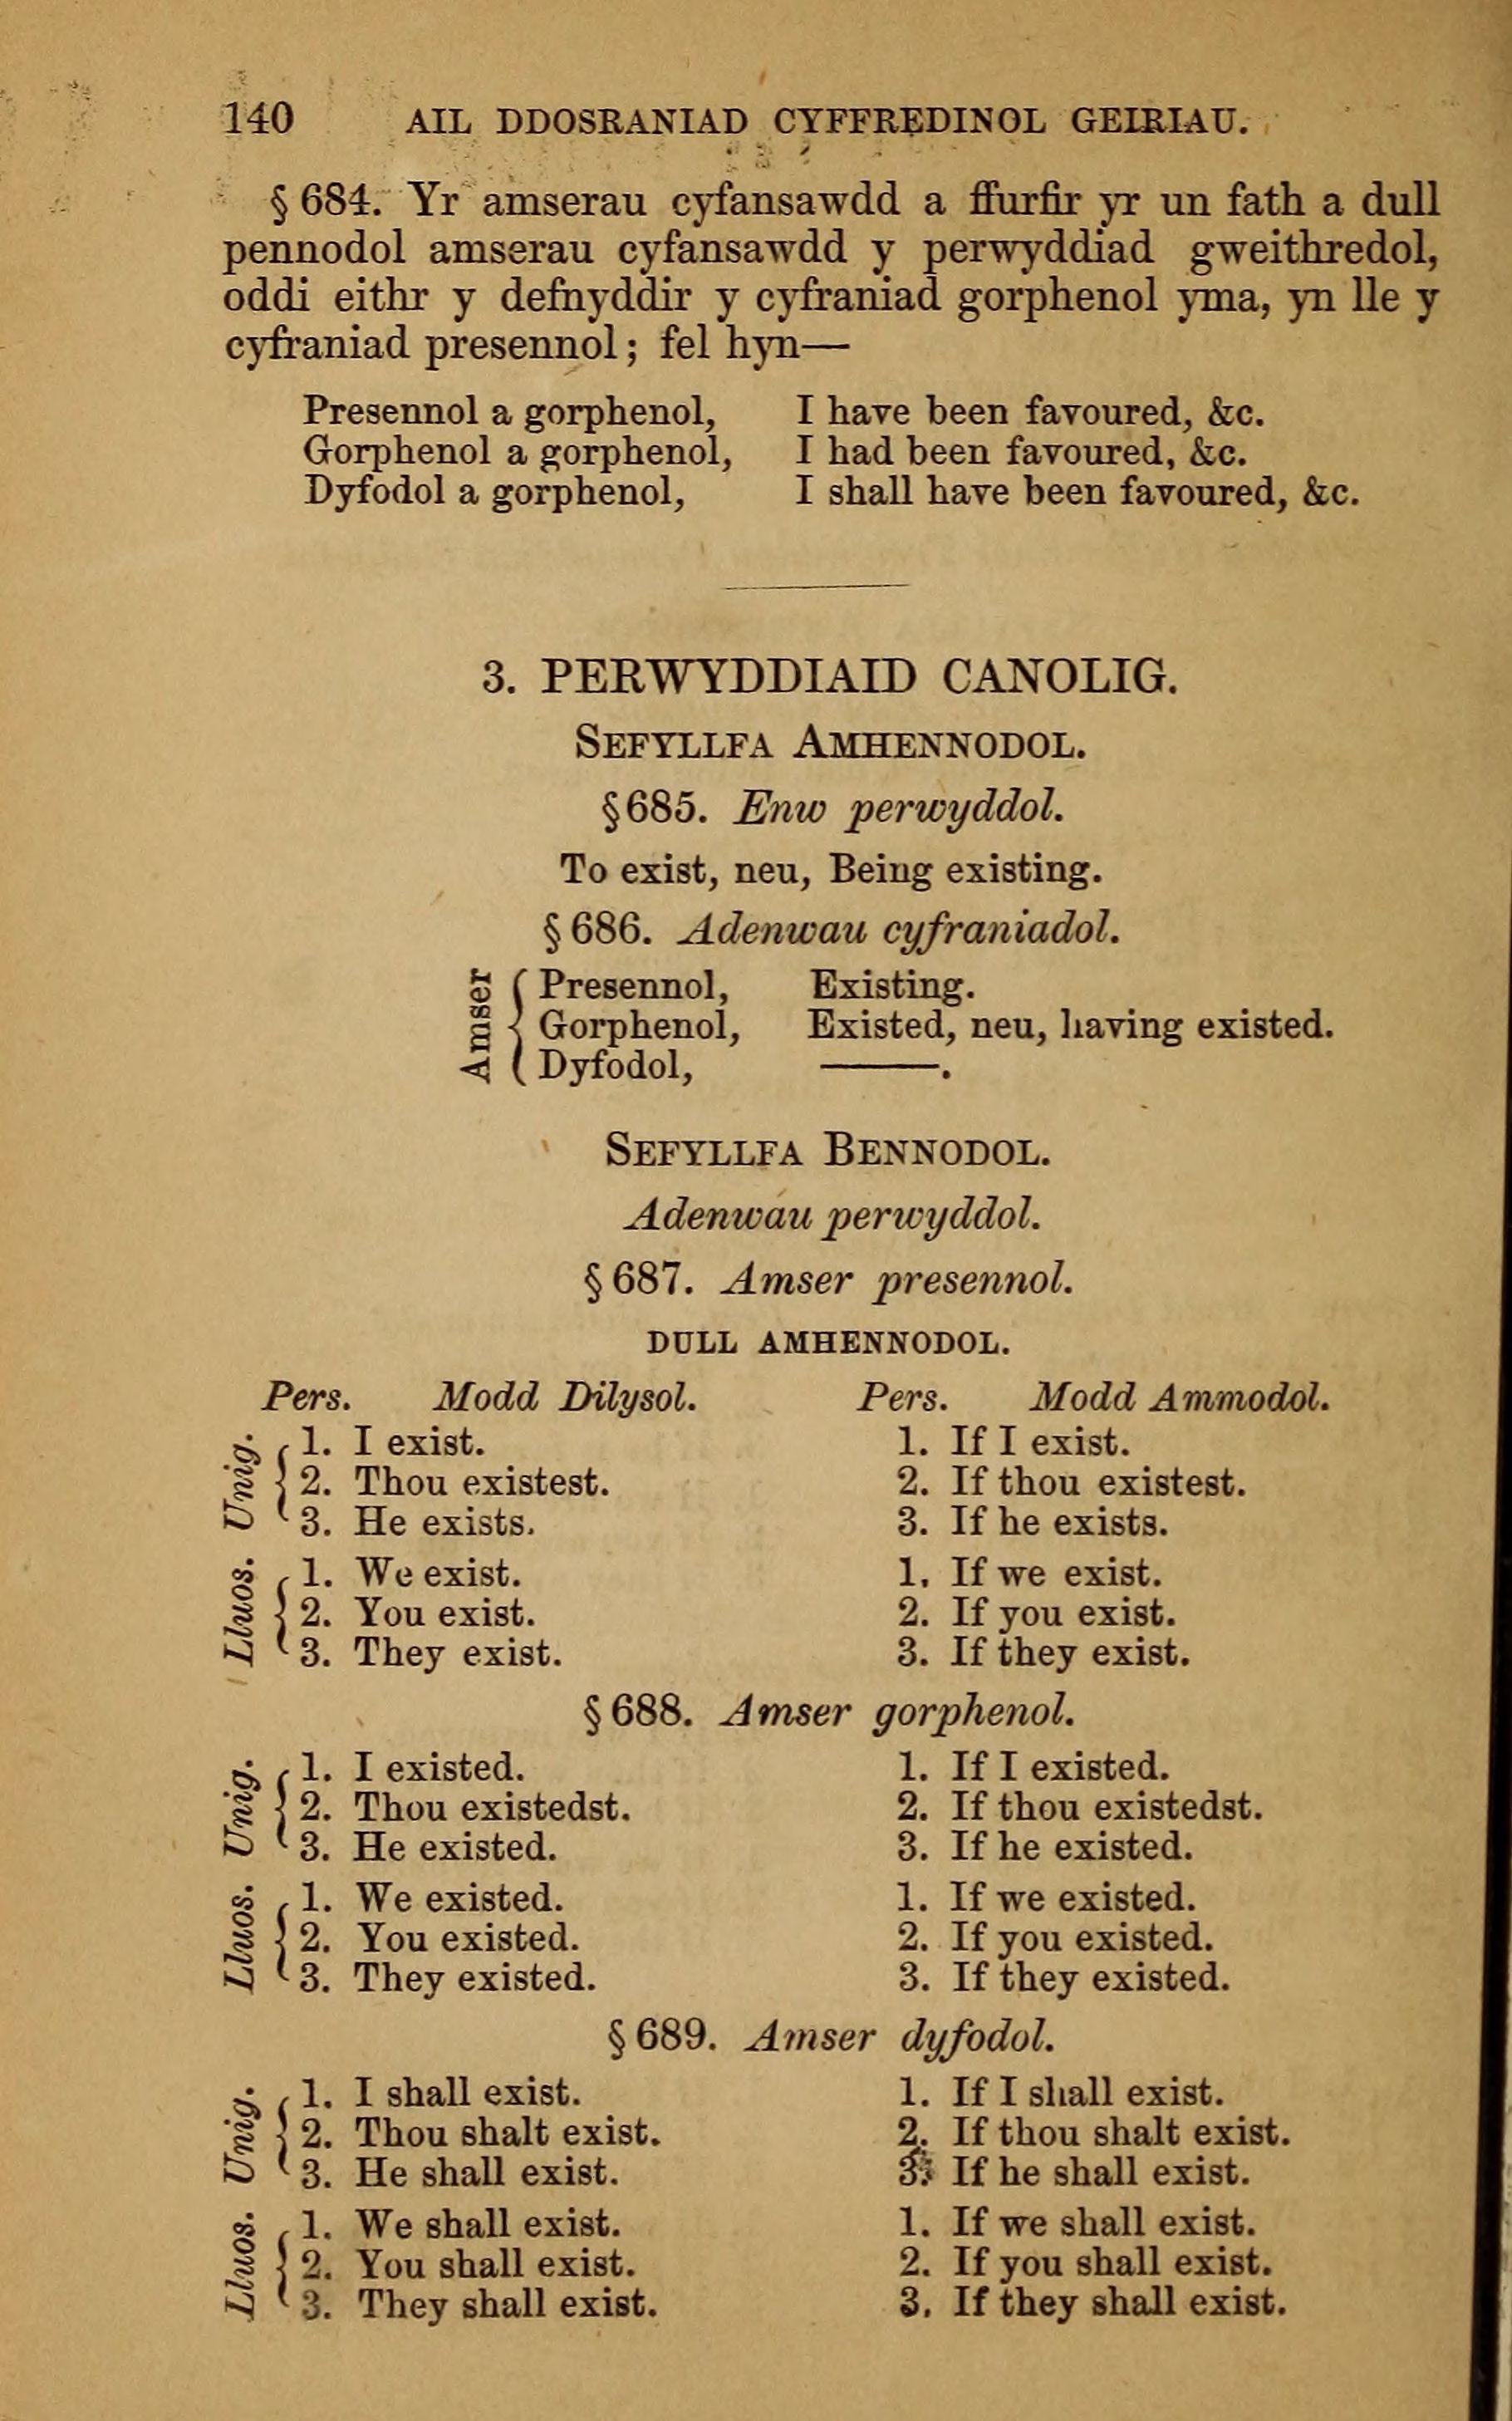 140 AIL DDOSRANIAD CYFFREDINOL GEIRIAU.
§ 684. Yr amserau cyfansawdd a ffurfir yr un fath a dull
pennodol amserau cyfansawdd y perwyddiad gweithredol,
oddi eithr y defnyddir y cyfraniad gorphenol yma, yn lle y
cyfraniad presennol; fel hyn—
Presennol a gorphenol, I have been favoured, &c.
Gorphenol a gorphenol, I had been favoured, &c.
Dyfodol a gorphenol, I shall have been favoured, &c.
3. PERWYDDIAID CANOLIG.
SEFYLLFA AMHENNODOL.
§ 685. Enw perwyddol.
To exist, neu, Being existing.
§ 686. Adenwau cyfraniadol.
Amser
Presennol, Existing.
Gorphenol, Existed, neu, having existed.
Dyfodol, ———.
SEFYLLFA BENNODOL.
Adenwau perwyddol.
§ 687. Amser presennol.
DULL AMHENNODOL.
Pers. Modd Dilysol. Pers. Modd Ammodol.
Unig.
1. I exist. 1. If I exist.
2. Thou existest. 2. If thou existest.
3. He exists. 3. If he exists.
Lluos.
1. We exist. 1. If we exist.
2. You exist. 2. If you exist.
3. They exist. 3. If they exist.
§ 688. Amser gorphenol.
Unig.
1. I existed. 1. If I existed.
2. Thou existedst. 2. If thou existedst.
3. He existed. 3. If he existed.
Lluos.
1. We existed. 1. If we existed.
2. You existed. 2. If you existed.
3. They existed. 3. If they existed.
§ 689. Amser dyfodol.
Unig.
1. I shall exist. 1. If I shall exist.
2. Thou shalt exist. 2. If thou shalt exist.
3. He shall exist. 3. If he shall exist.
Lluos.
1. We shall exist. 1. If we shall exist.
2. You shall exist. 2. If you shall exist.
3. They shall exist. 3. If they shall exist.